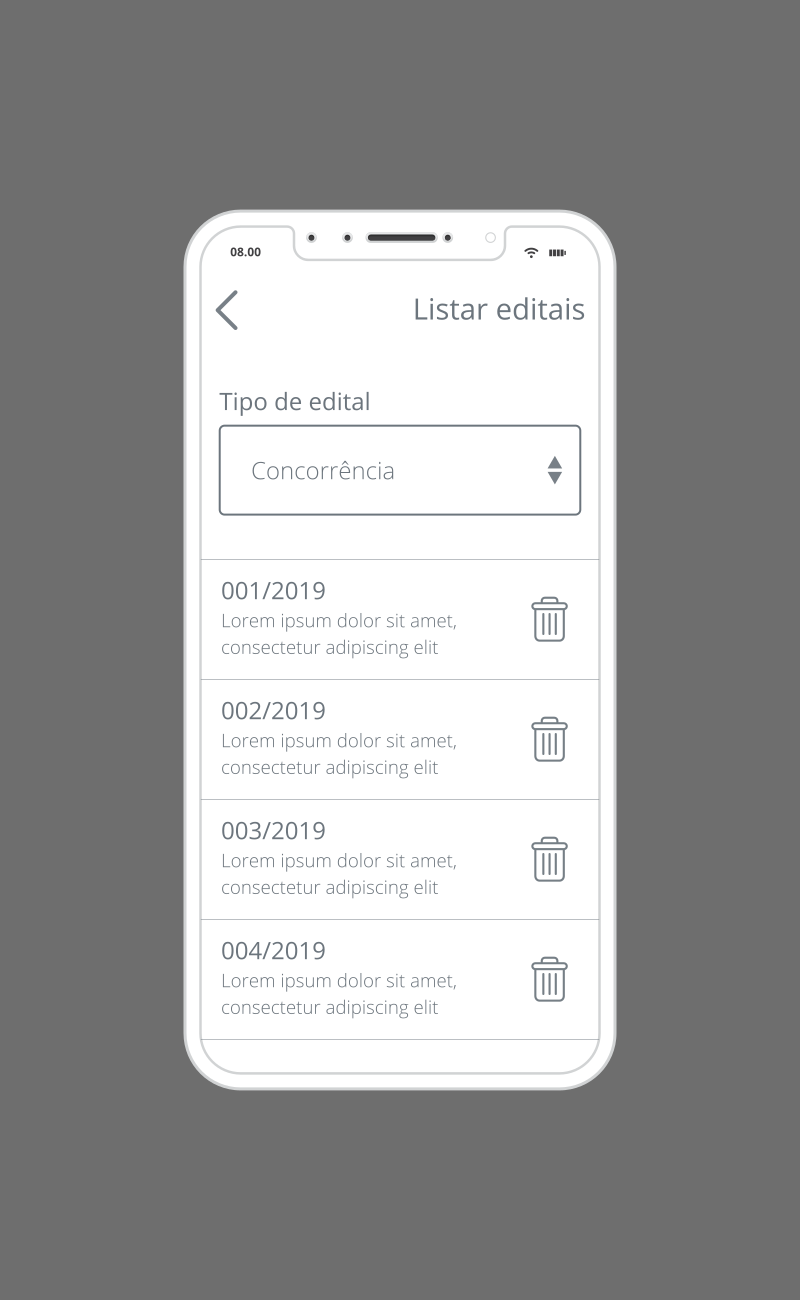 08.00
Listar editais
Tipo de edital
Concorrência
001/2019
Lorem ipsum dolor sit amet,
consectetur adipiscing elit
002/2019
Lorem ipsum dolor sit amet,
consectetur adipiscing elit
003/2019
Lorem ipsum dolor sit amet,
consectetur adipiscing elit
004/2019
Lorem ipsum dolor sit amet,
consectetur adipiscing elit